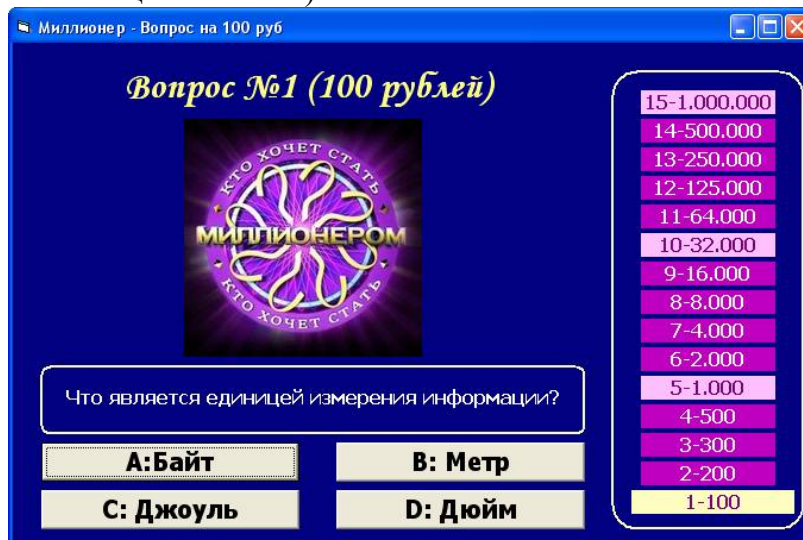 Миллионер - Вопрос на 100 руб
Вопрос №1 (100 рублей)
КТО ХОЧЕТ СТАТЬ
МИЛЛИОНЕРОМ
КТО ХОЧЕТ СТАТЬ
Что является единицей измерения информации?
A:Байт
B: Метр
C: Джоуль
D: Дюйм
15-1.000.000
14-500.000
13-250.000
12-125.000
11-64.000
10-32.000
9-16.000
8-8.000
7-4.000
6-2.000
5-1.000
4-500
3-300
2-200
1-100